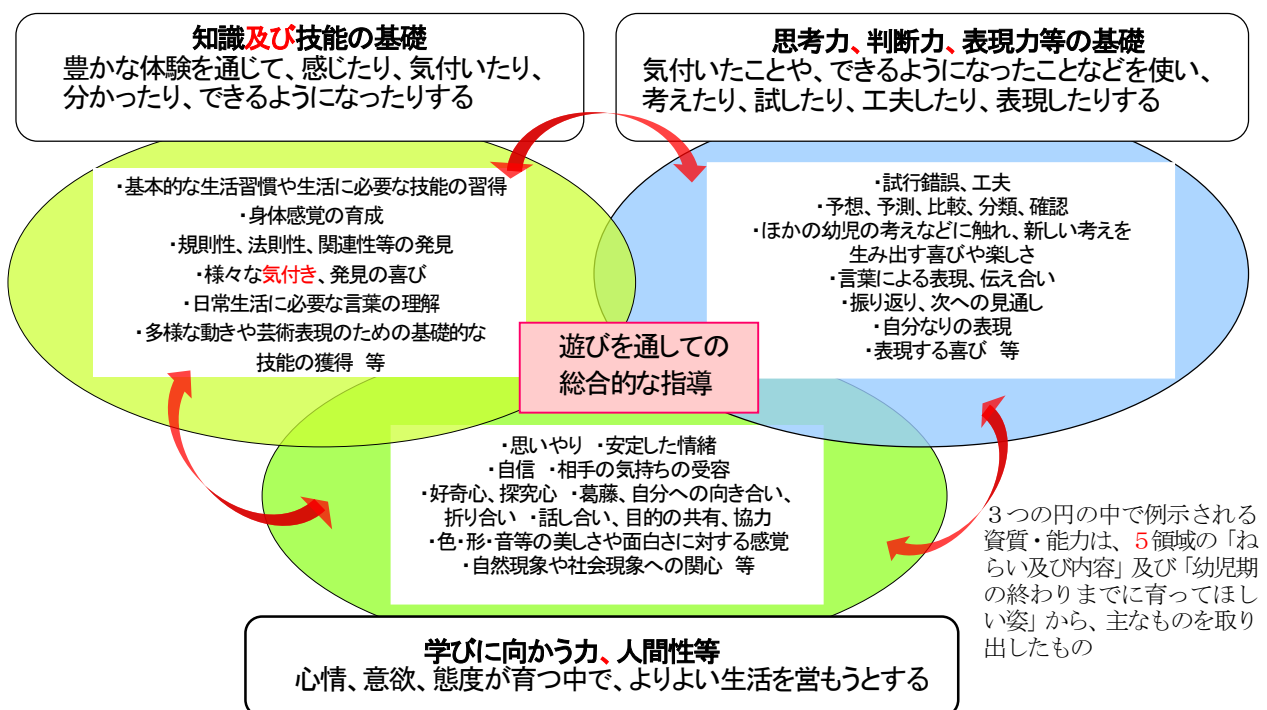 知識及び技能の基礎
豊かな体験を通じて、感じたり、気付いたり、
分かったり、できるようになったりする
思考力、判断力、表現力等の基礎
気付いたことや、できるようになったことなどを使い、
考えたり、試したり、工夫したり、表現したりする
・基本的な生活習慣や生活に必要な技能の習得
・身体感覚の育成
・規則性、法則性、関連性等の発見
・様々な気付き、発見の喜び
・日常生活に必要な言葉の理解
・多様な動きや芸術表現のための基礎的な
技能の獲得 等
・試行錯誤、工夫
・予想、予測、比較、分類、確認
・ほかの幼児の考えなどに触れ、新しい考えを
生み出す喜びや楽しさ
・言葉による表現、伝え合い
・振り返り、次への見通し
・自分なりの表現
・表現する喜び 等
遊びを通しての
総合的な指導
・思いやり ・安定した情緒
・自信 ・相手の気持ちの受容
・好奇心、探究心 ・葛藤、自分への向き合い、
折り合い ・話し合い、目的の共有、協力
・色・形・音等の美しさや面白さに対する感覚
・自然現象や社会現象への関心 等
3つの円の中で例示される
資質・能力は、5領域の「ね
らい及び内容」及び「幼児期
の終わりまでに育ってほし
い姿」から、主なものを取り
出したもの
学びに向かう力、人間性等
心情、意欲、態度が育つ中で、よりよい生活を営もうとする